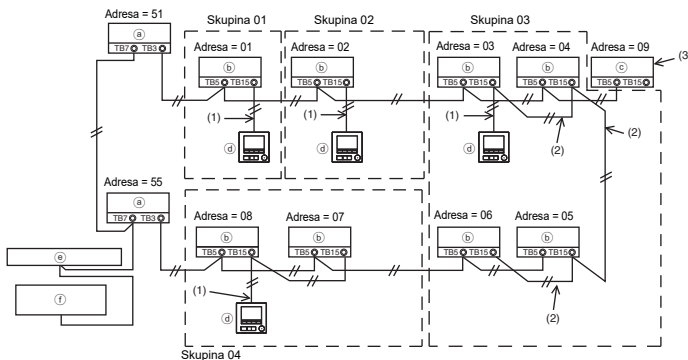 Skupina 01 Skupina 02 Skupina 03
Adresa = 51
ⓐ
TB7 TB3
Adresa = 01 Adresa = 02 Adresa = 03 Adresa = 04 Adresa = 09
ⓑ ⓑ ⓑ ⓑ ⓒ (3
TB5 TB15 TB5 TB15 TB5 TB15 TB5 TB15 TB5 TB15
(1) (1) (1) (2) (2)
ⓓ ⓓ ⓓ
Adresa = 55
ⓐ
TB7 TB3
Adresa = 08 Adresa = 07 Adresa = 06 Adresa = 05
ⓑ ⓑ ⓑ ⓑ
TB5 TB15 TB5 TB15 TB5 TB15 TB5 TB15
ⓔ
(1) (2)
ⓕ
ⓓ
Skupina 04